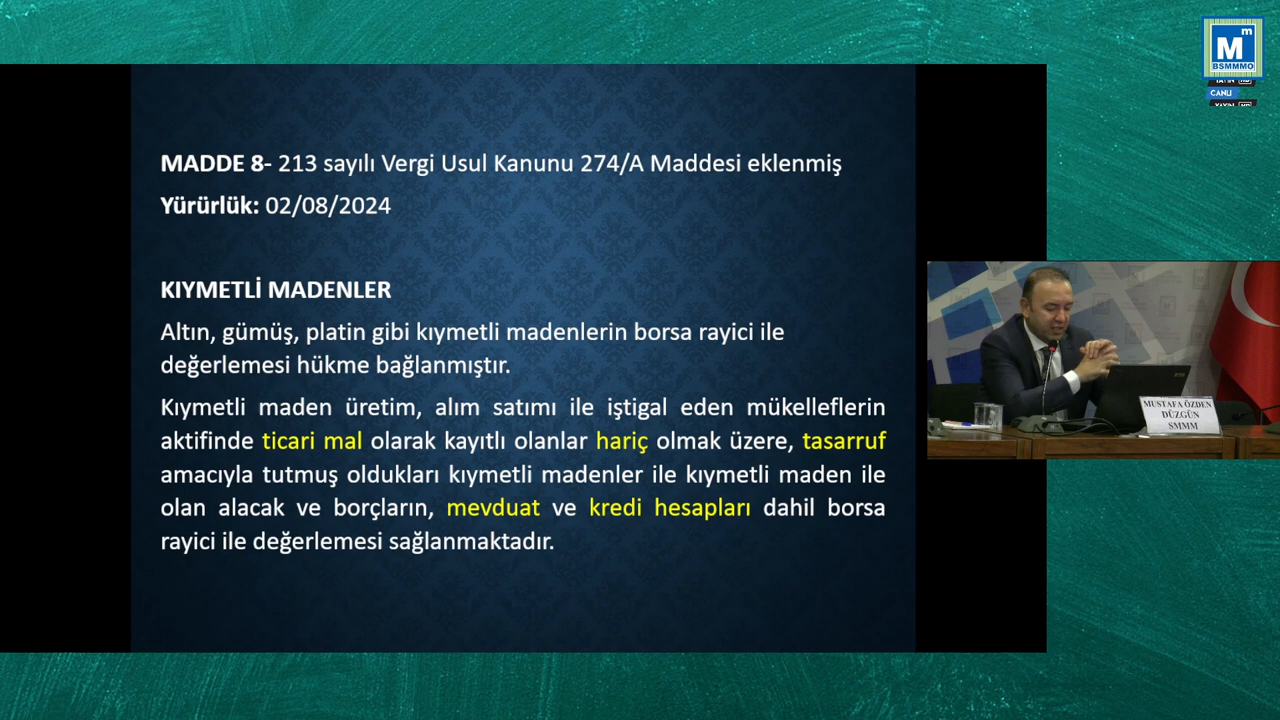 MADDE 8- 213 sayılı Vergi Usul Kanunu 274/A Maddesi eklenmiş
Yürürlük: 02/08/2024
KIYMETLİ MADENLER
Altın, gümüş, platin gibi kıymetli madenlerin borsa rayici ile
değerlemesi hükme bağlanmıştır.
Kıymetli maden üretim, alım satımı ile iştigal eden mükelleflerin
aktifinde ticari mal olarak kayıtlı olanlar hariç olmak üzere, tasarruf
amacıyla tutmuş oldukları kıymetli madenler ile kıymetli maden ile
olan alacak ve borçların, mevduat ve kredi hesapları dahil borsa
rayici ile değerlemesi sağlanmaktadır.
Mm
BSMMMO
CANLI
MUSTAFA ÖZDEN
DÜZGÜN
SMMM